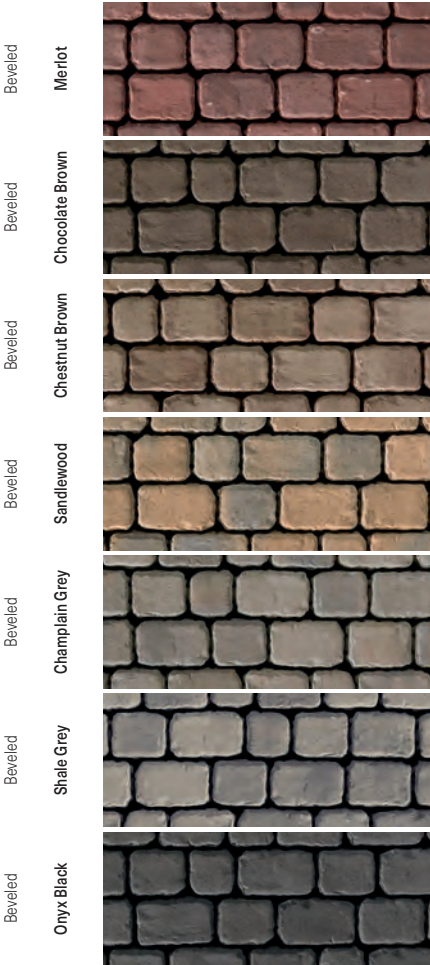 Beveled
Merlot
Beveled
Chocolate Brown
Beveled
Chestnut Brown
Beveled
Sandlewood
Beveled
Champlain Grey
Beveled
Shale Grey
Beveled
Onyx Black